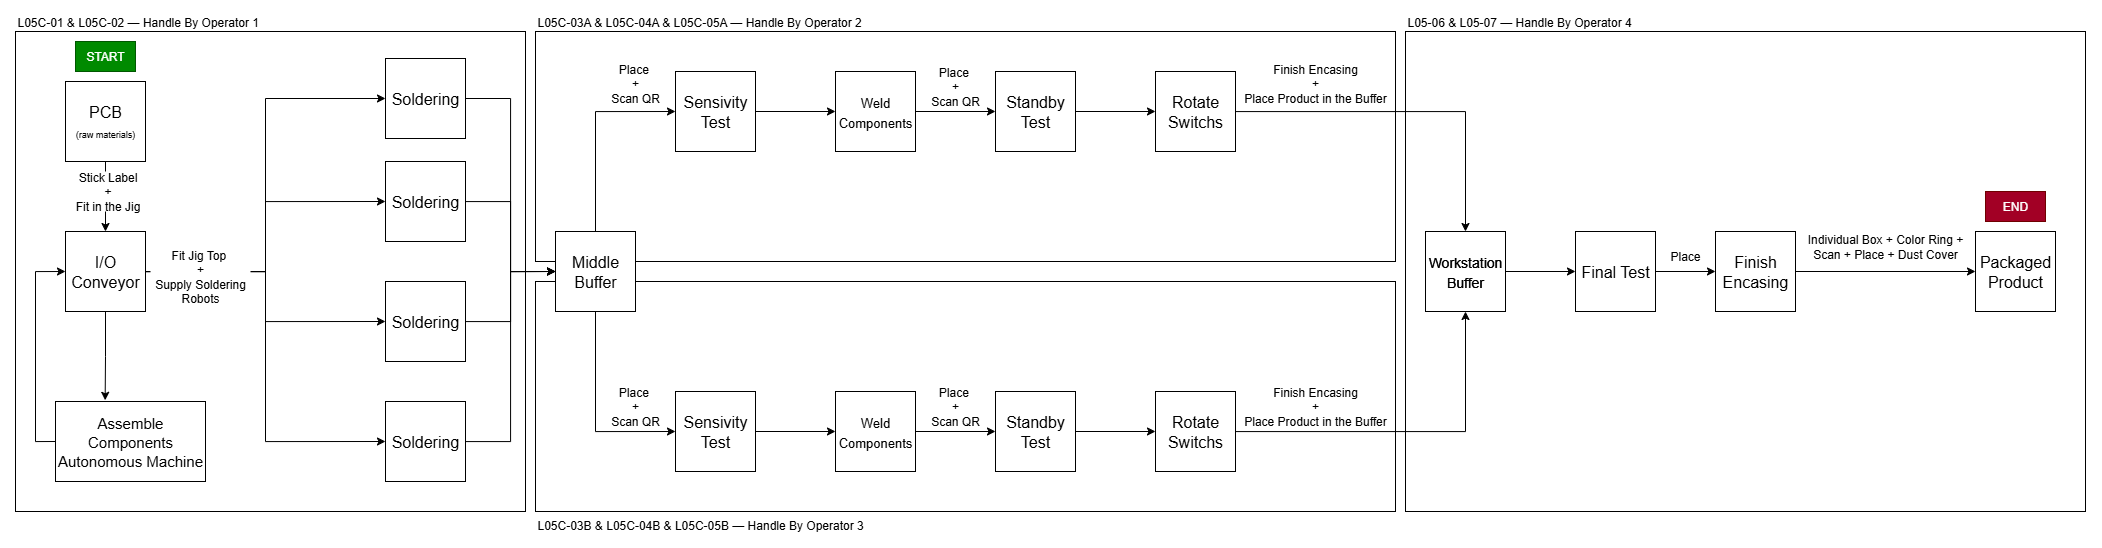 L05C-01 & L05C-02 — Handle By Operator 1
START
PCB
(raw materials)
Stick Label
+
Fit in the Jig
I/O
Conveyor
Fit Jig Top
+
Supply Soldering
Robots
Assemble
Components
Autonomous Machine
Soldering
Soldering
Soldering
Soldering
L05C-03A & L05C-04A & L05C-05A — Handle By Operator 2
Middle
Buffer
Place
+
Scan QR
Sensivity
Test
Weld
Components
Place
+
Scan QR
Standby
Test
Rotate
Switchs
Finish Encasing
+
Place Product in the Buffer
Place
+
Scan QR
Sensivity
Test
Weld
Components
Place
+
Scan QR
Standby
Test
Rotate
Switchs
Finish Encasing
+
Place Product in the Buffer
L05C-03B & L05C-04B & L05C-05B — Handle By Operator 3
L05-06 & L05-07 — Handle By Operator 4
Workstation
Buffer
Final Test
Place
Finish
Encasing
Individual Box + Color Ring +
Scan + Place + Dust Cover
END
Packaged
Product